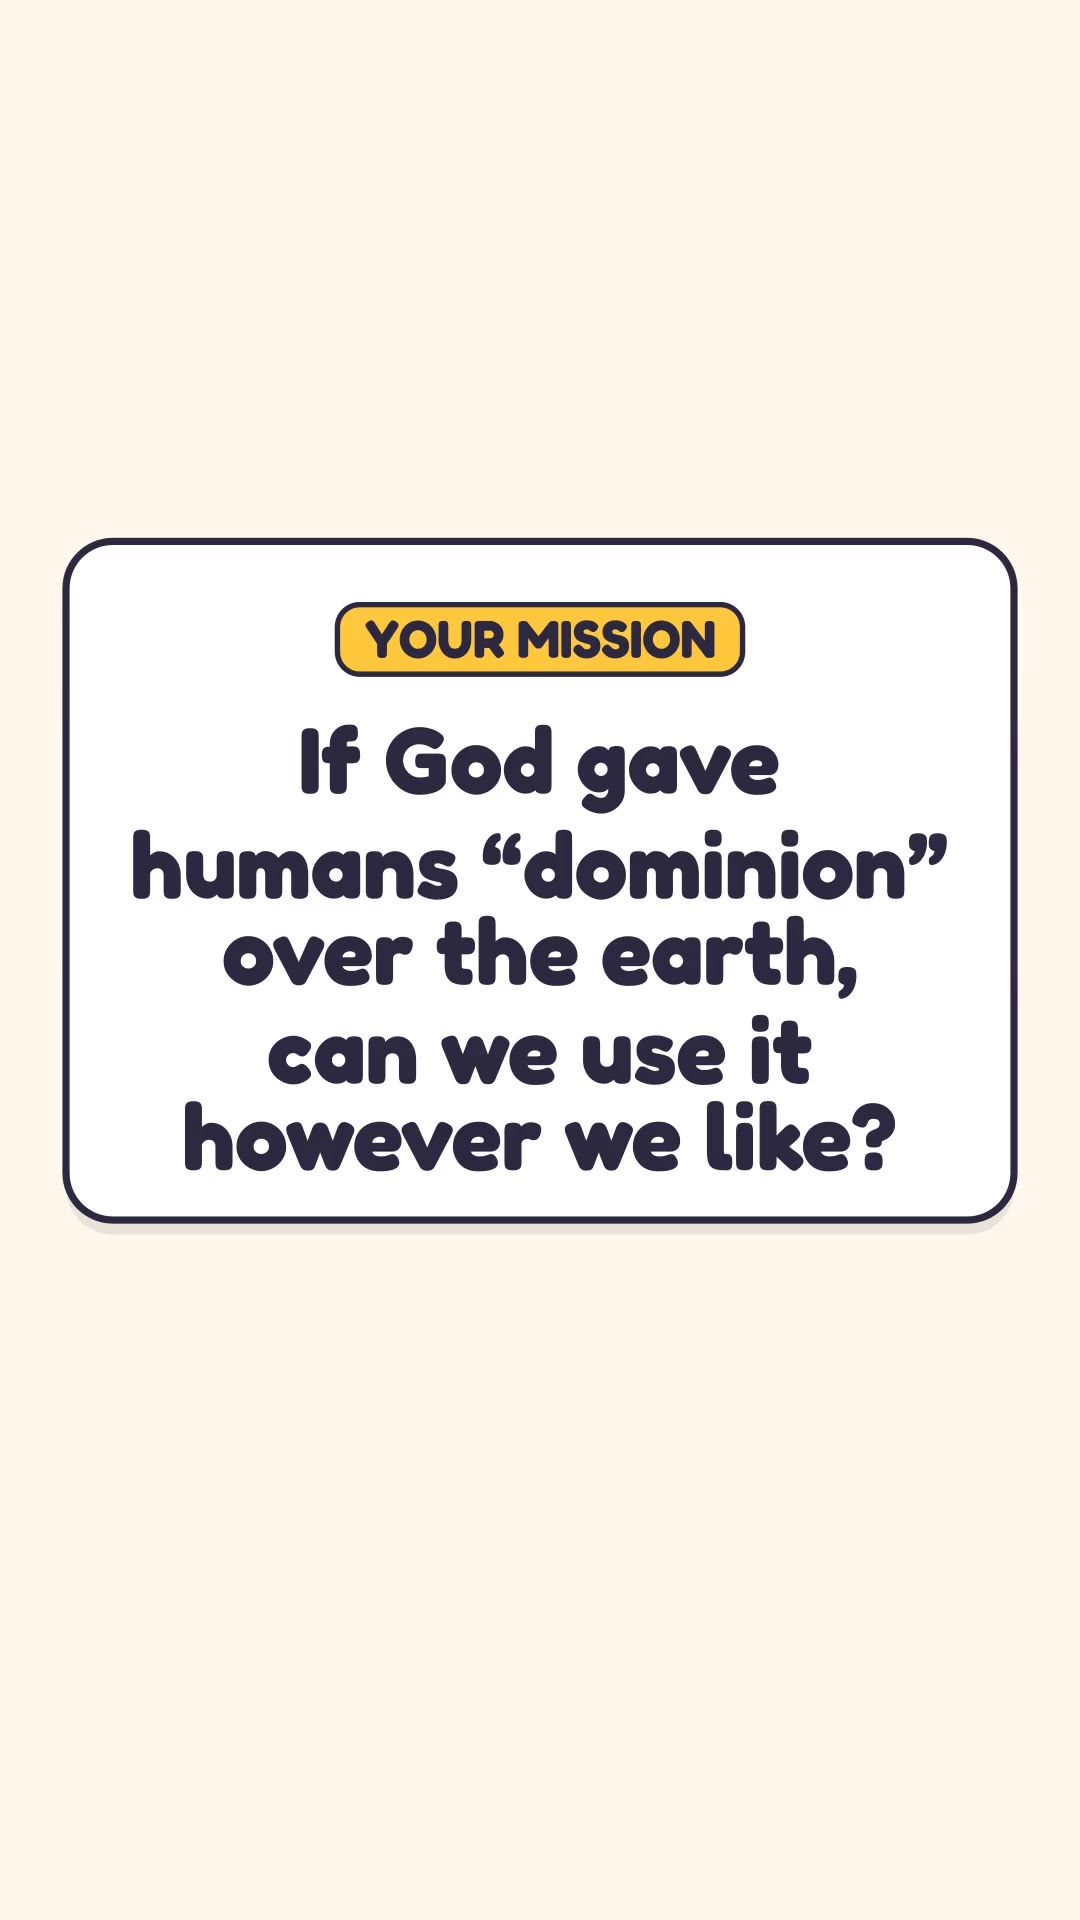 YOUR MISSION
If God gave
humans “dominion”
over the earth,
can we use it
however we like?